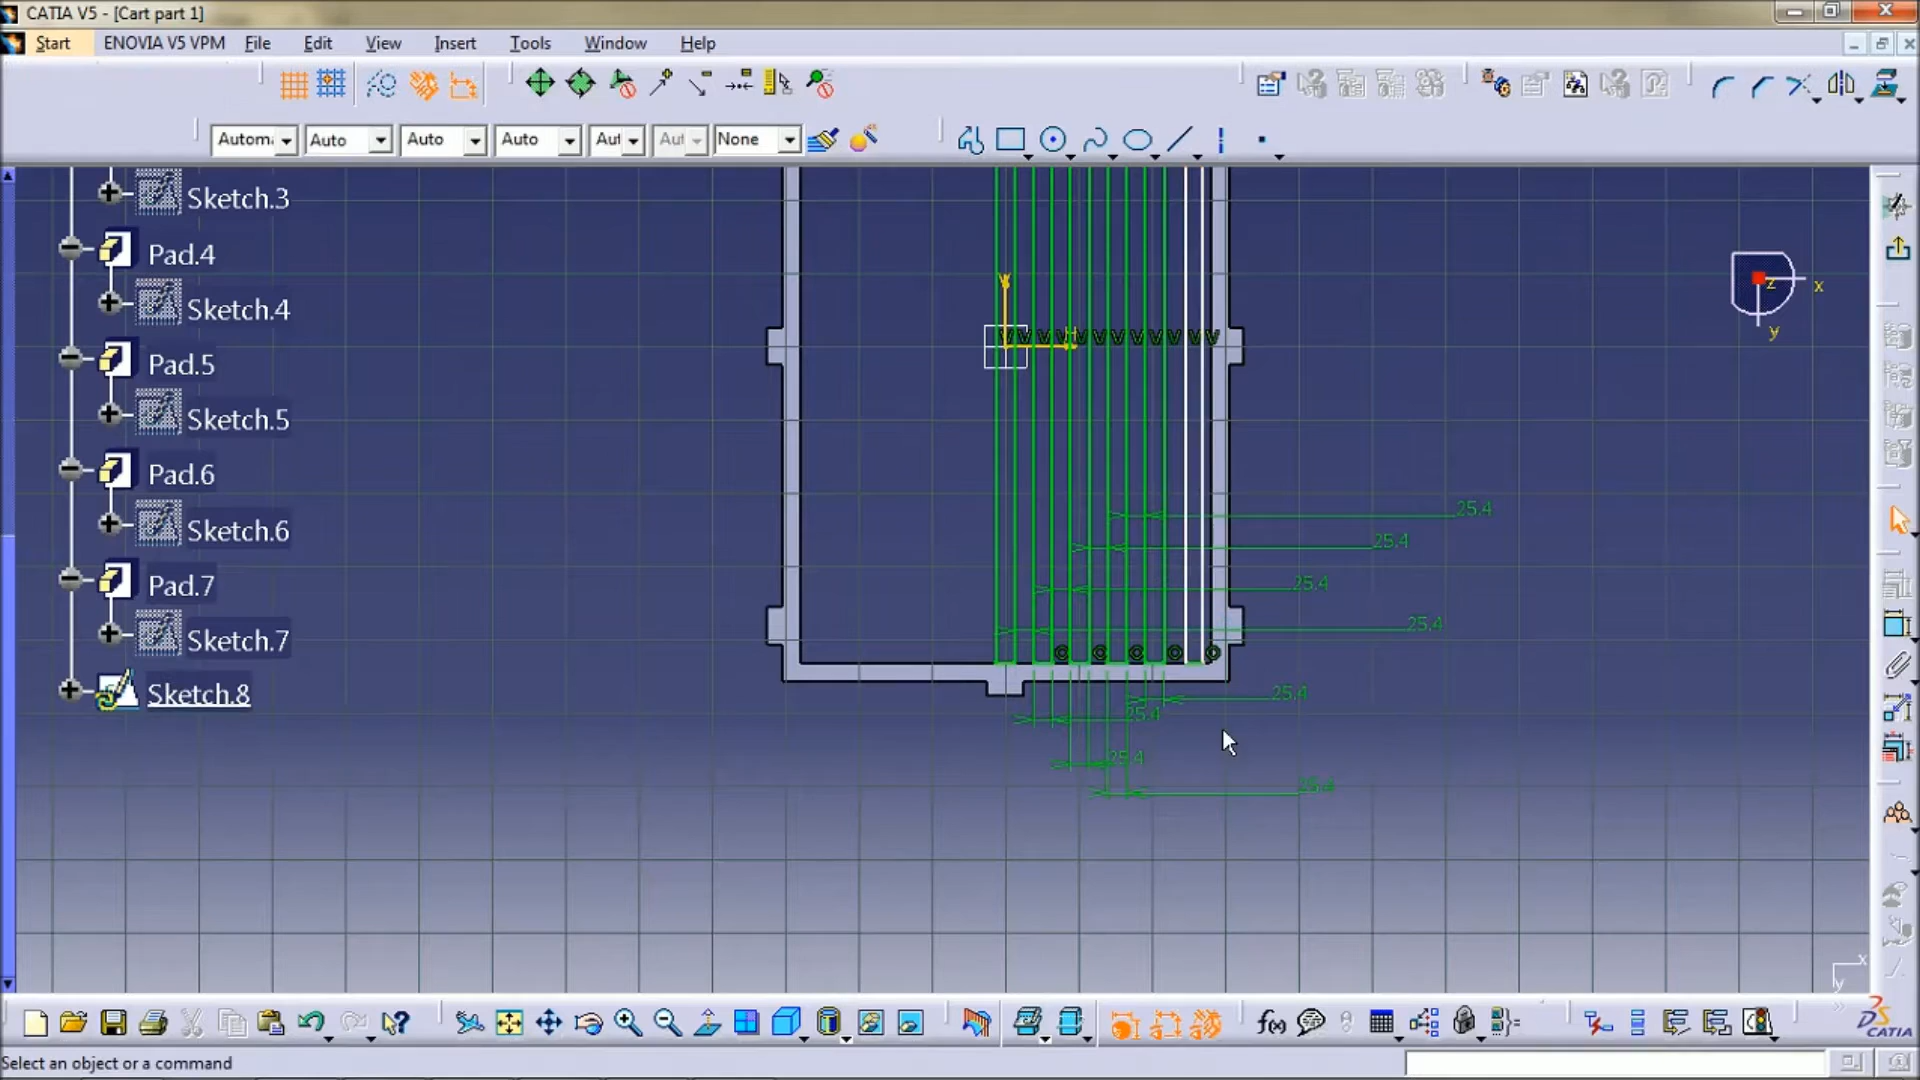 CATIA V5 - [Cart part 1]
Start ENOVIA V5 VPM File Edit View Insert Tools Window Help
Autom Auto Auto Auto Aut Aut None
Sketch.3
Pad.4
Sketch.4
Pad.5
Sketch.5
Pad.6
Sketch.6
Pad.7
Sketch.7
Sketch.8
V
H
V V V V V V V V V V V
z x
y
25.4
25.4
25.4
25.4
25.4
25.4
25.4
25.4
x
y
f(x)
CATIA
Select an object or a command